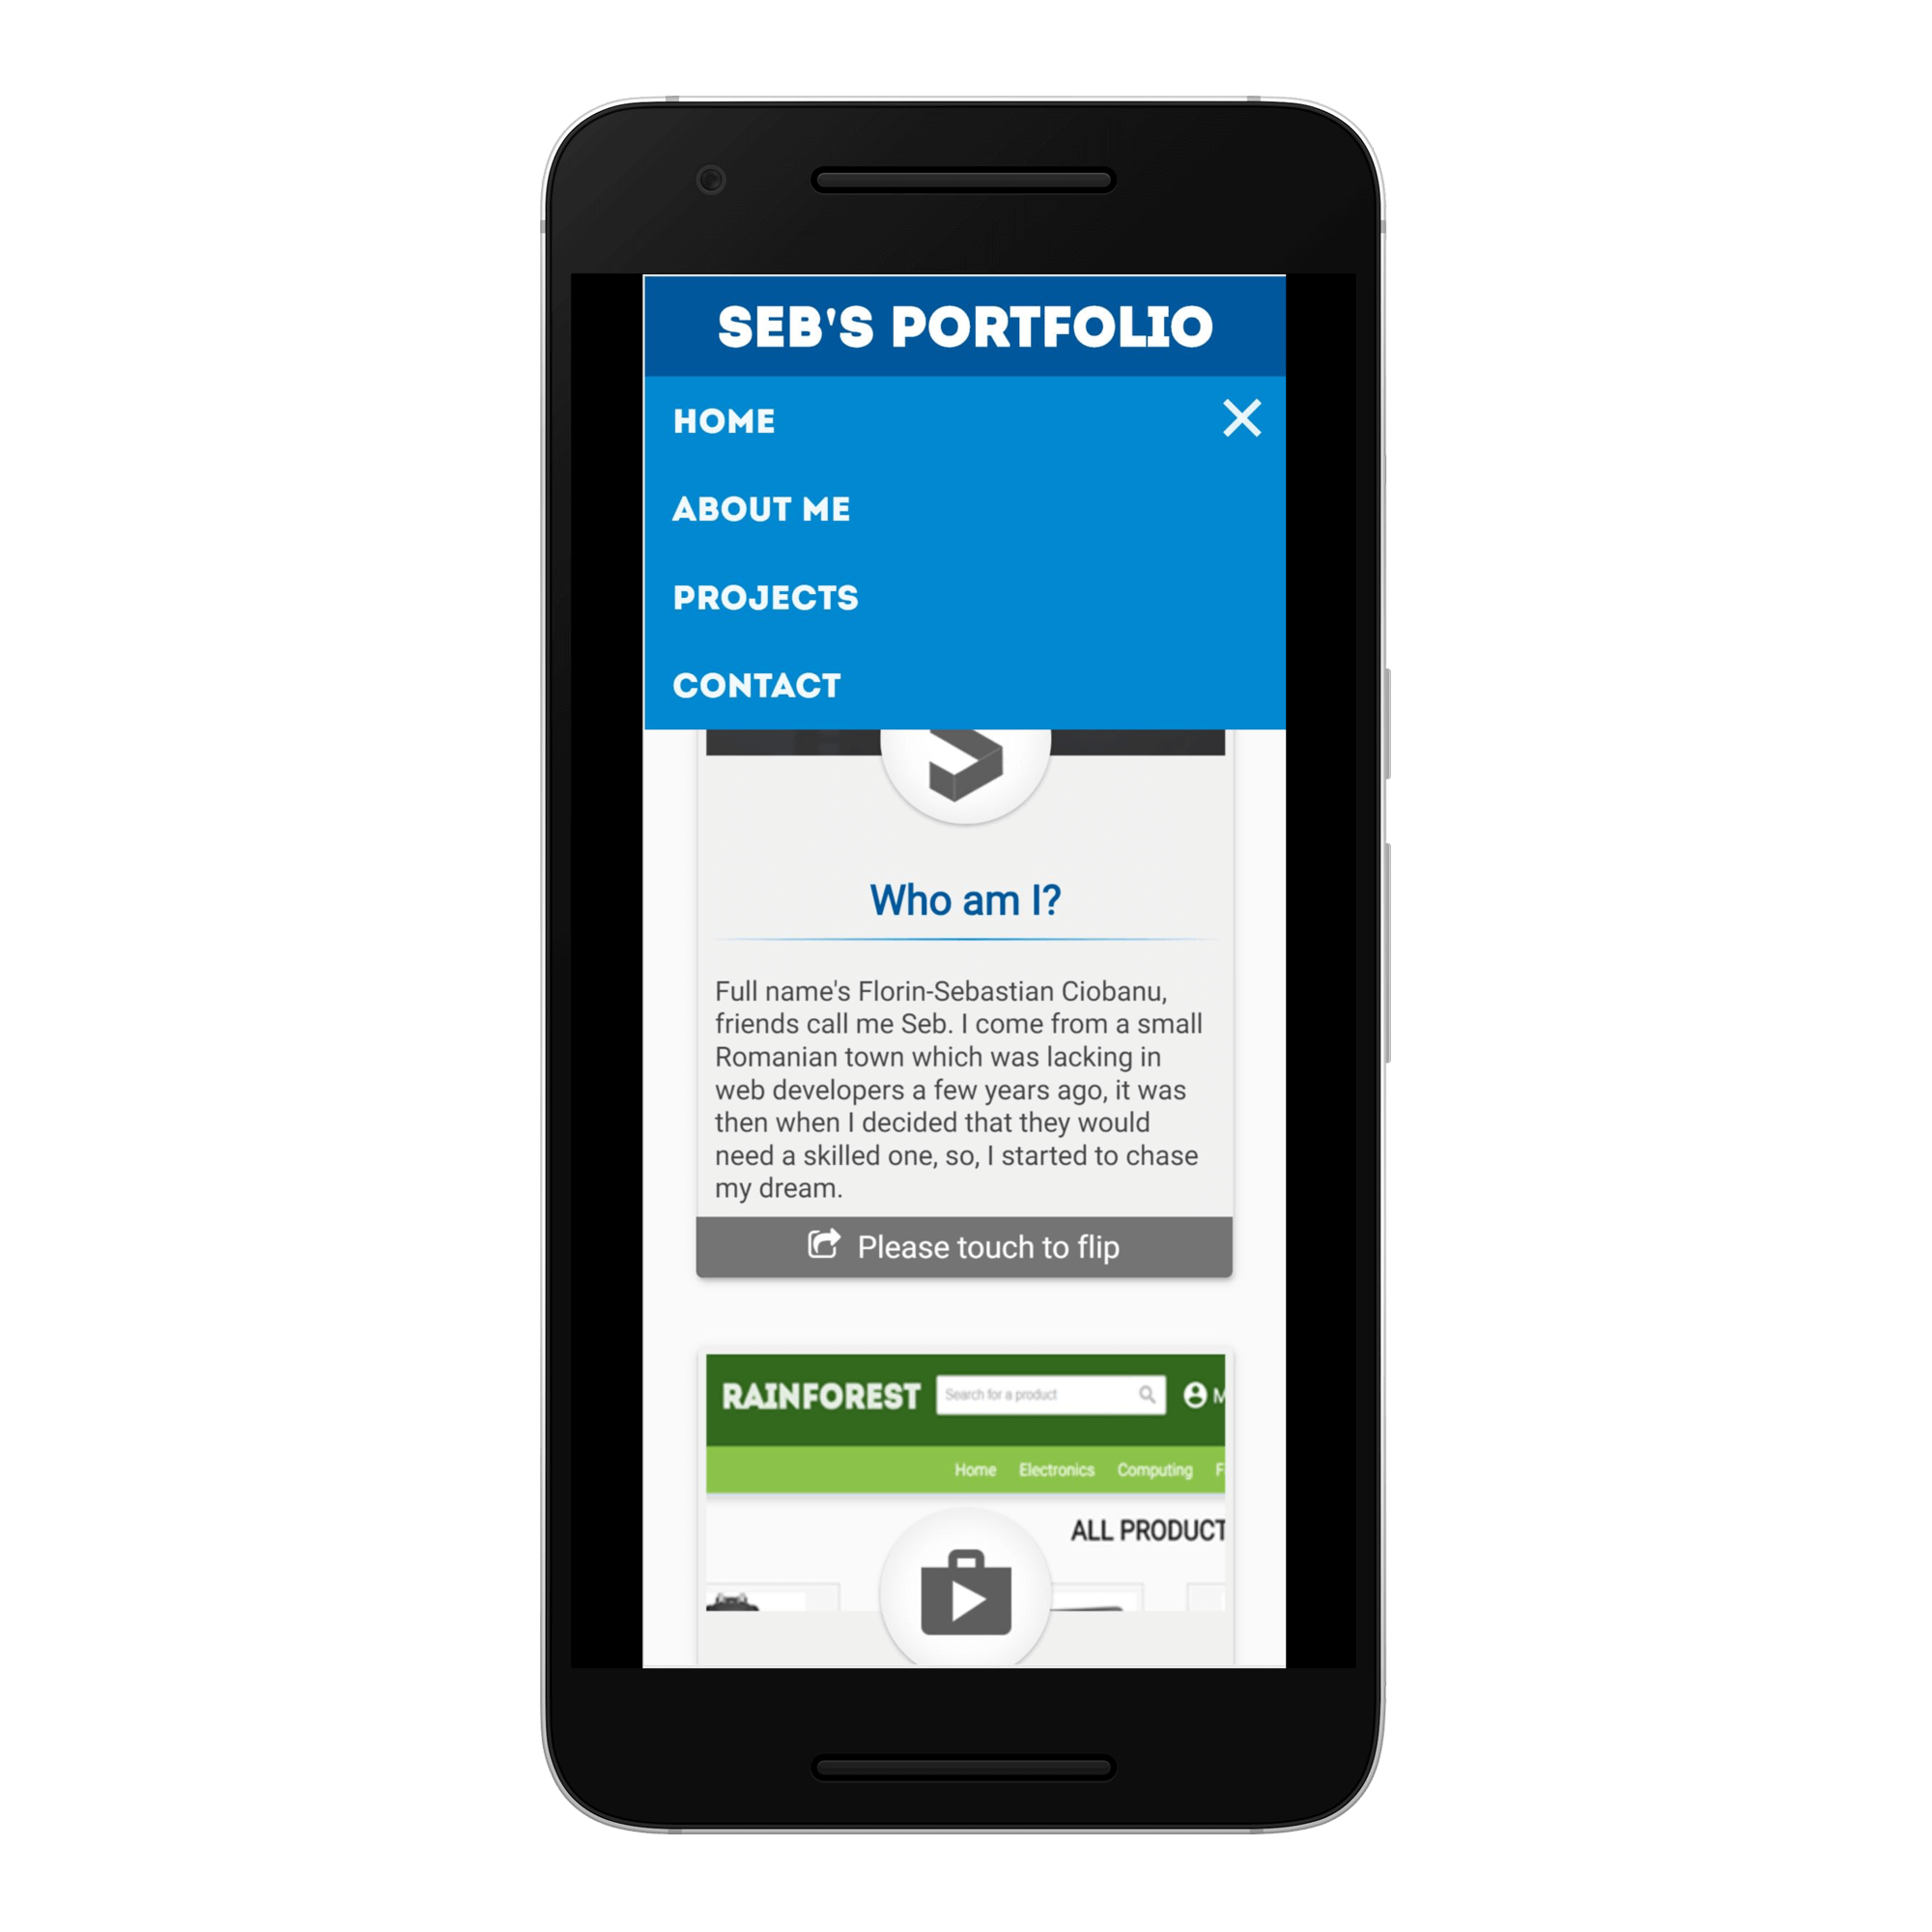 SEB'S PORTFOLIO
HOME
ABOUT ME
PROJECTS
CONTACT
Who am I?
Full name's Florin-Sebastian Ciobanu,
friends call me Seb. I come from a small
Romanian town which was lacking in
web developers a few years ago, it was
then when I decided that they would
need a skilled one, so, I started to chase
my dream.
Please touch to flip
RAINFOREST Search for a product M
Home Electronics Computing F
ALL PRODUCT